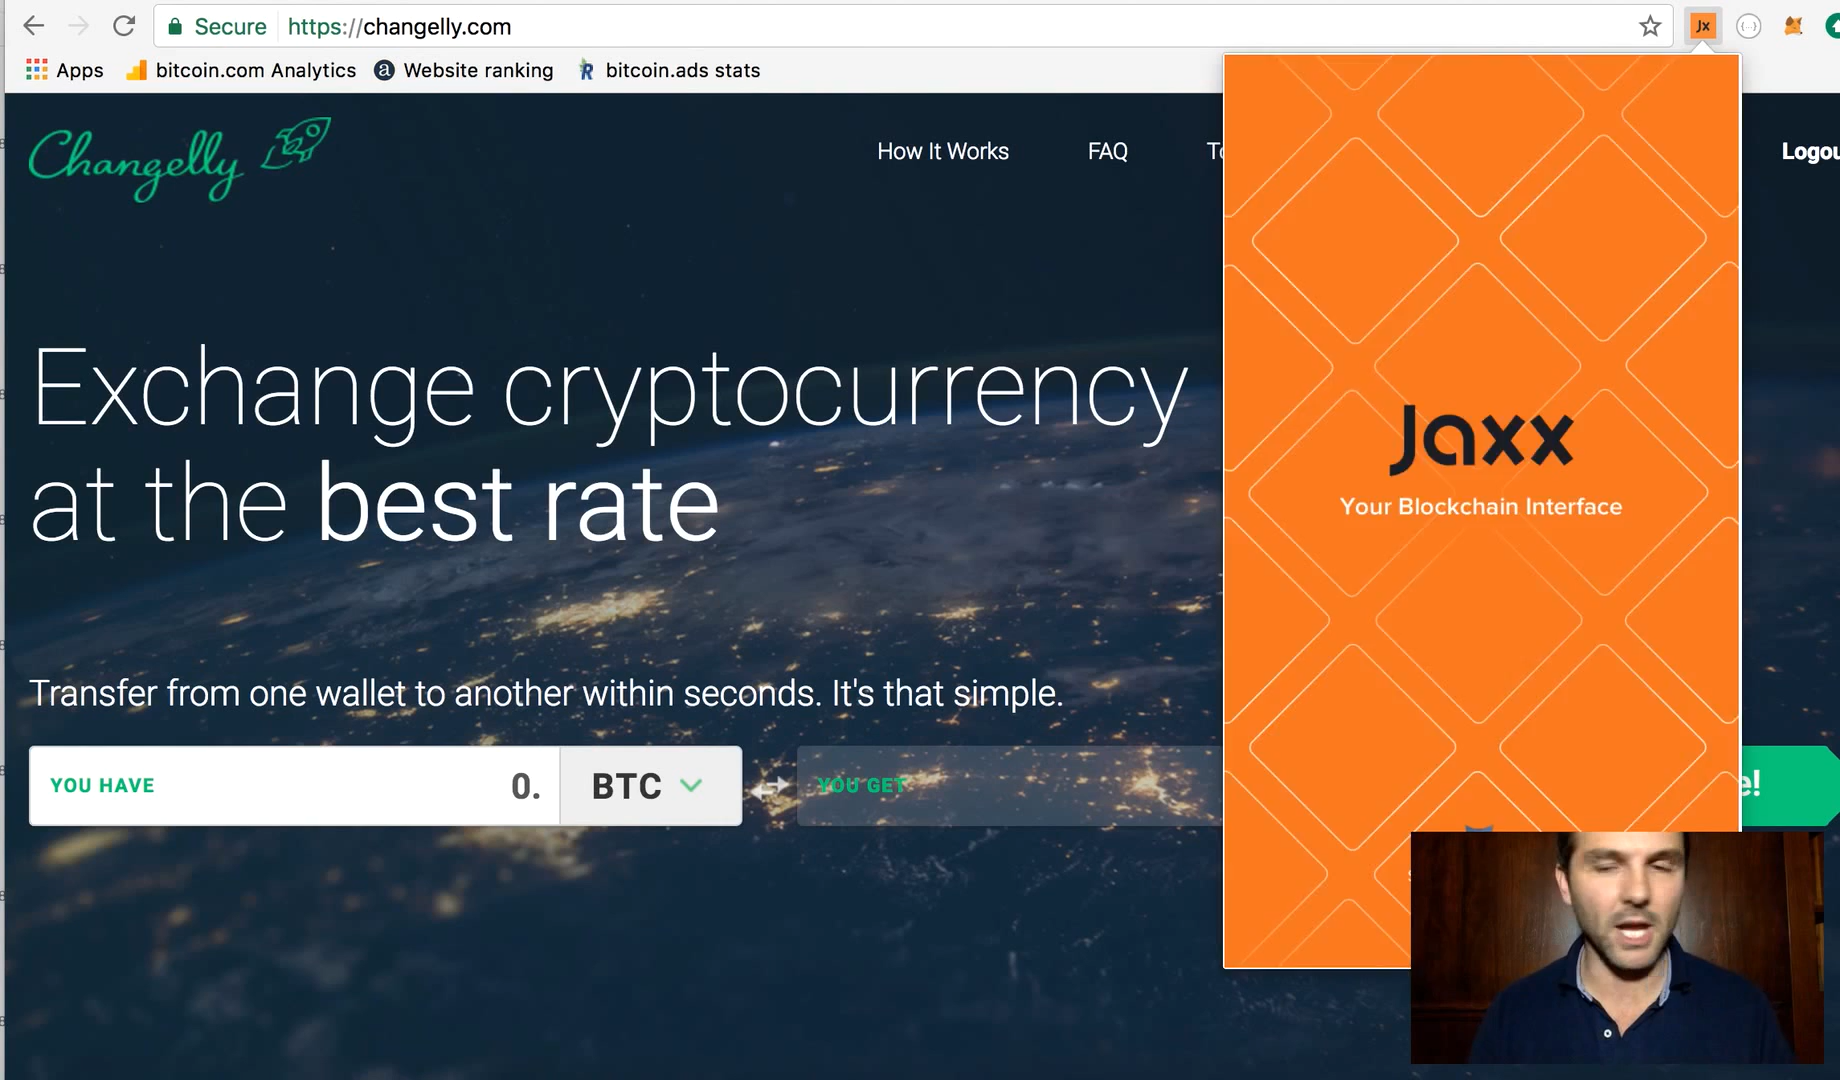 Secure https://changelly.com
Jx
Apps bitcoin.com Analytics a Website ranking bitcoin.ads stats
Changelly
How It Works FAQ
Exchange cryptocurrency
at the best rate
Jaxx
Your Blockchain Interface
Transfer from one wallet to another within seconds. It's that simple.
YOU HAVE 0. BTC YOU GET